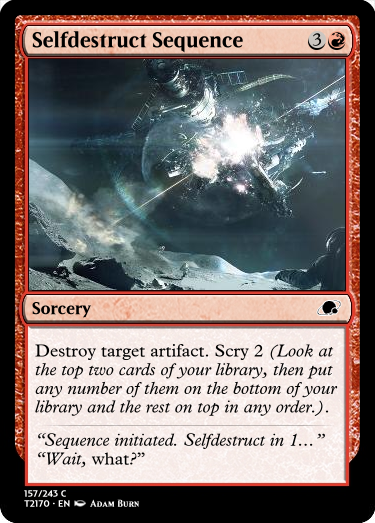 Selfdestruct Sequence 3
Sorcery
Destroy target artifact. Scry 2 (Look at
the top two cards of your library, then put
any number of them on the bottom of your
library and the rest on top in any order.).
“Sequence initiated. Selfdestruct in 1…”
“Wait, what?”
157/243 C
T2170 • EN ADAM BURN